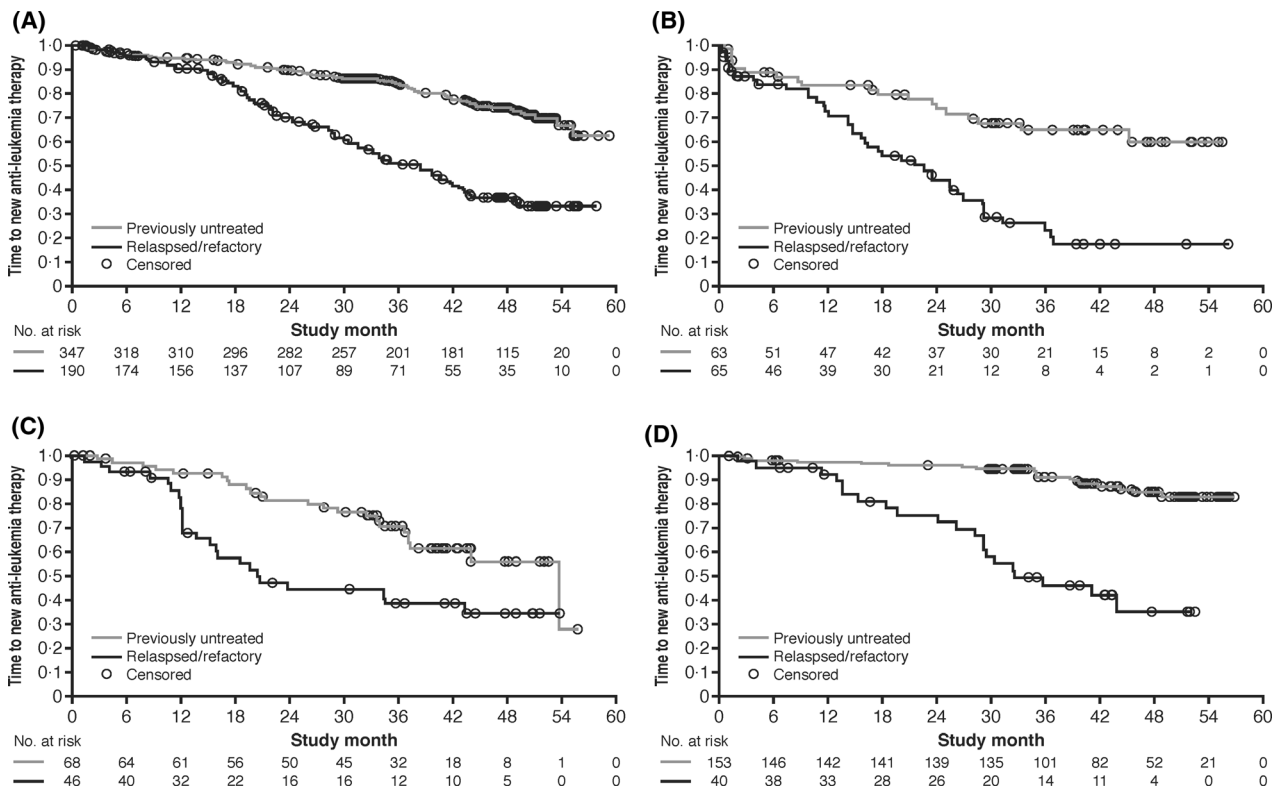 (A)
Time to new anti-leukemia therapy
1·0
0·9
0·8
0·7
0·6
0·5
0·4
0·3
0·2
0·1
0
Previously untreated
Relaspsed/refactory
Censored
0 6 12 18 24 30 36 42 48 54 60
No. at risk
Study month
347 318 310 296 282 257 201 181 115 20 0
190 174 156 137 107 89 71 55 35 10 0
(B)
Time to new anti-leukemia therapy
1·0
0·9
0·8
0·7
0·6
0·5
0·4
0·3
0·2
0·1
0
Previously untreated
Relaspsed/refactory
Censored
0 6 12 18 24 30 36 42 48 54 60
No. at risk
Study month
63 51 47 42 37 30 21 15 8 2 0
65 46 39 30 21 12 8 4 2 1 0
(C)
Time to new anti-leukemia therapy
1·0
0·9
0·8
0·7
0·6
0·5
0·4
0·3
0·2
0·1
0
Previously untreated
Relaspsed/refactory
Censored
0 6 12 18 24 30 36 42 48 54 60
No. at risk
Study month
68 64 61 56 50 45 32 18 8 1 0
46 40 32 22 16 16 12 10 5 0 0
(D)
Time to new anti-leukemia therapy
1·0
0·9
0·8
0·7
0·6
0·5
0·4
0·3
0·2
0·1
0
Previously untreated
Relaspsed/refactory
Censored
0 6 12 18 24 30 36 42 48 54 60
No. at risk
Study month
153 146 142 141 139 135 101 82 52 21 0
40 38 33 28 26 20 14 11 4 0 0